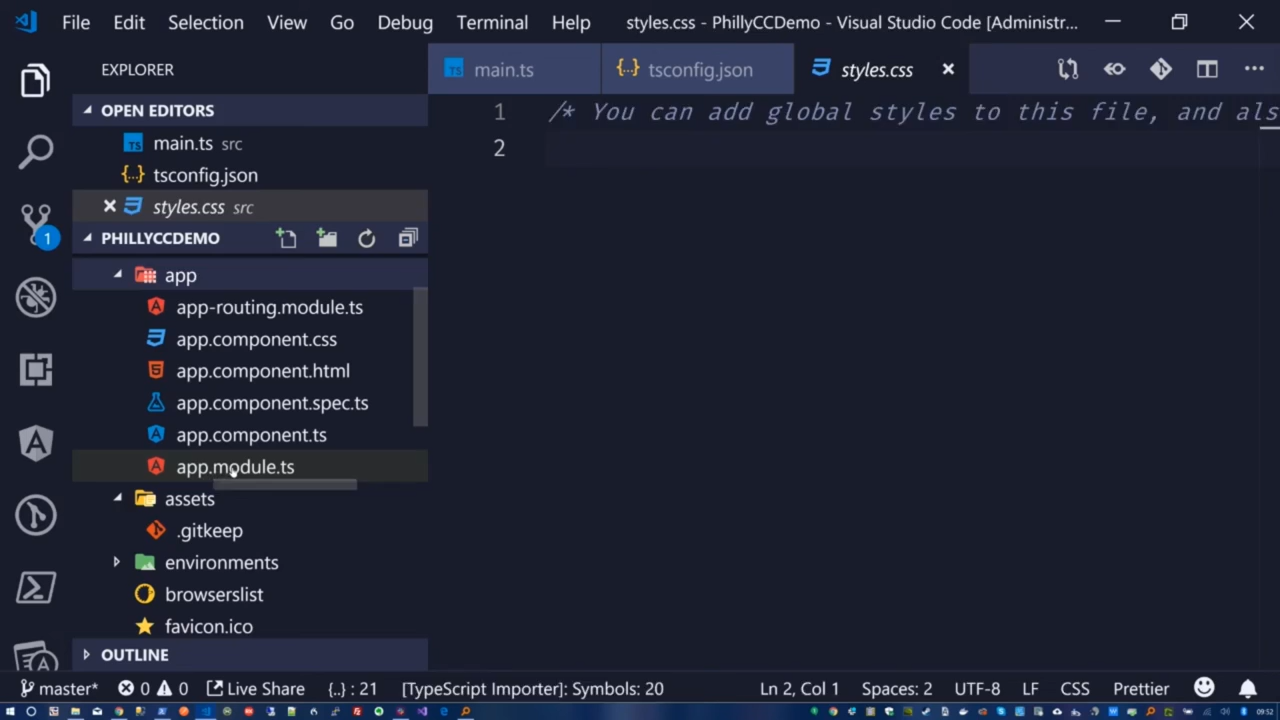 File Edit Selection View Go Debug Terminal Help styles.css - PhillyCCDemo - Visual Studio Code [Administr...
EXPLORER
main.ts tsconfig.json styles.css
OPEN EDITORS
main.ts src
tsconfig.json
styles.css src
PHILLYCCDEMO
app
app-routing.module.ts
app.component.css
app.component.html
app.component.spec.ts
app.component.ts
app.module.ts
assets
.gitkeep
environments
browserslist
favicon.ico
OUTLINE
1 /* You can add global styles to this file, and als
2
1
master* 0 0 Live Share {..} : 21 [TypeScript Importer]: Symbols: 20 Ln 2, Col 1 Spaces: 2 UTF-8 LF CSS Prettier
09:52